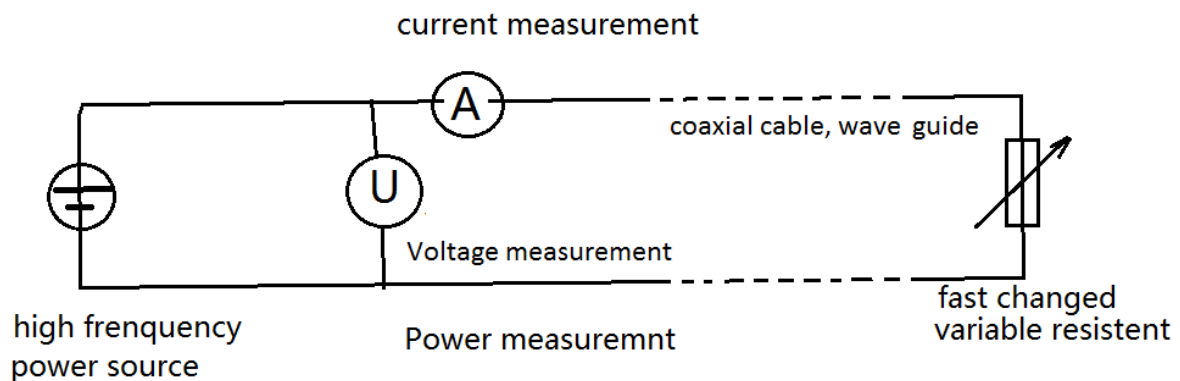 current measurement
A
coaxial cable, wave guide
U
Voltage measurement
high frenquency
power source
Power measuremnt
fast changed
variable resistent